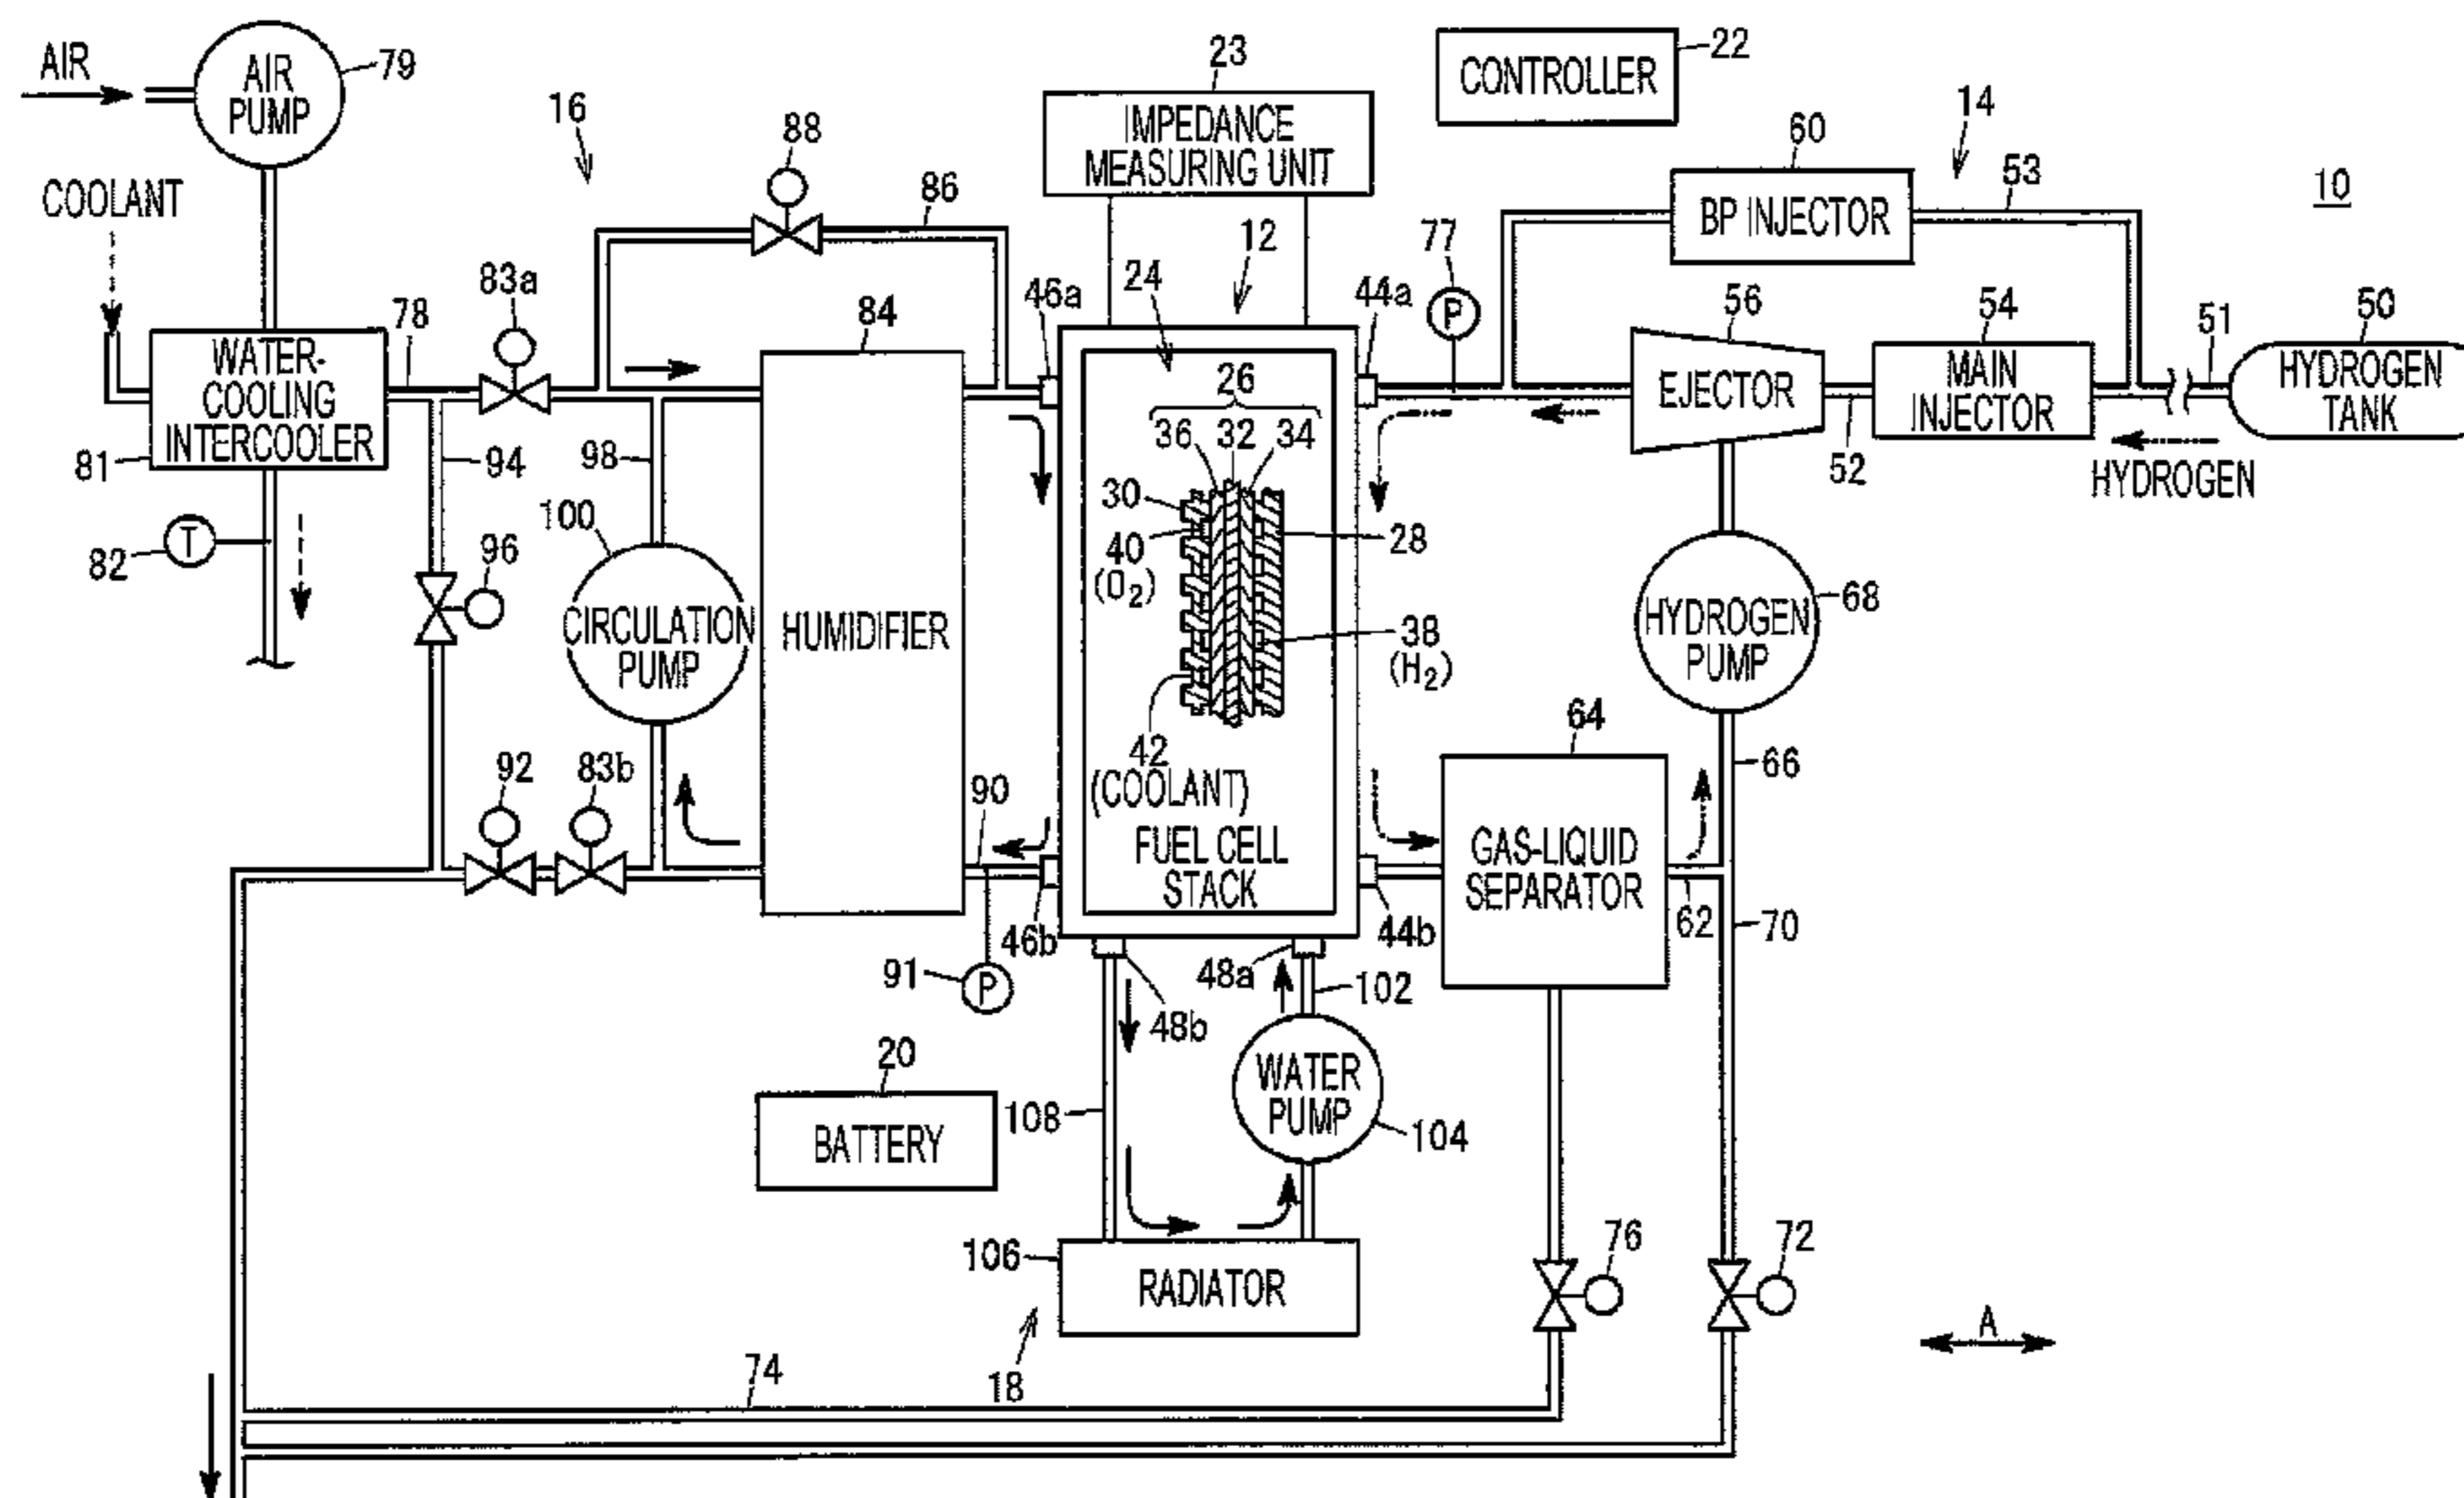 AIR
AIR
PUMP
79
COOLANT
16
88
86
23
IMPEDANCE
MEASURING UNIT
CONTROLLER
22
14
60
BP INJECTOR
53
10
12
77
P
24
46a
44a
83a
78
84
56
54
51
50
WATER-
COOLING
INTERCOOLER
81
EJECTOR
MAIN
INJECTOR
HYDROGEN
TANK
52
HYDROGEN
26
36
32
34
94
98
30
40
(O2)
28
38
(H2)
42
(COOLANT)
FUEL CELL
STACK
T
82
96
100
CIRCULATION
PUMP
HUMIDIFIER
HYDROGEN
PUMP
68
64
66
GAS-LIQUID
SEPARATOR
62
70
92
83b
90
46b
44b
91
P
48a
48b
102
WATER
PUMP
104
20
BATTERY
108
106
RADIATOR
18
76
72
A
74